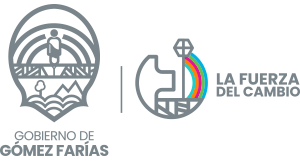 GOBIERNO DE
GÓMEZ FARÍAS
LA FUERZA
DEL CAMBIO